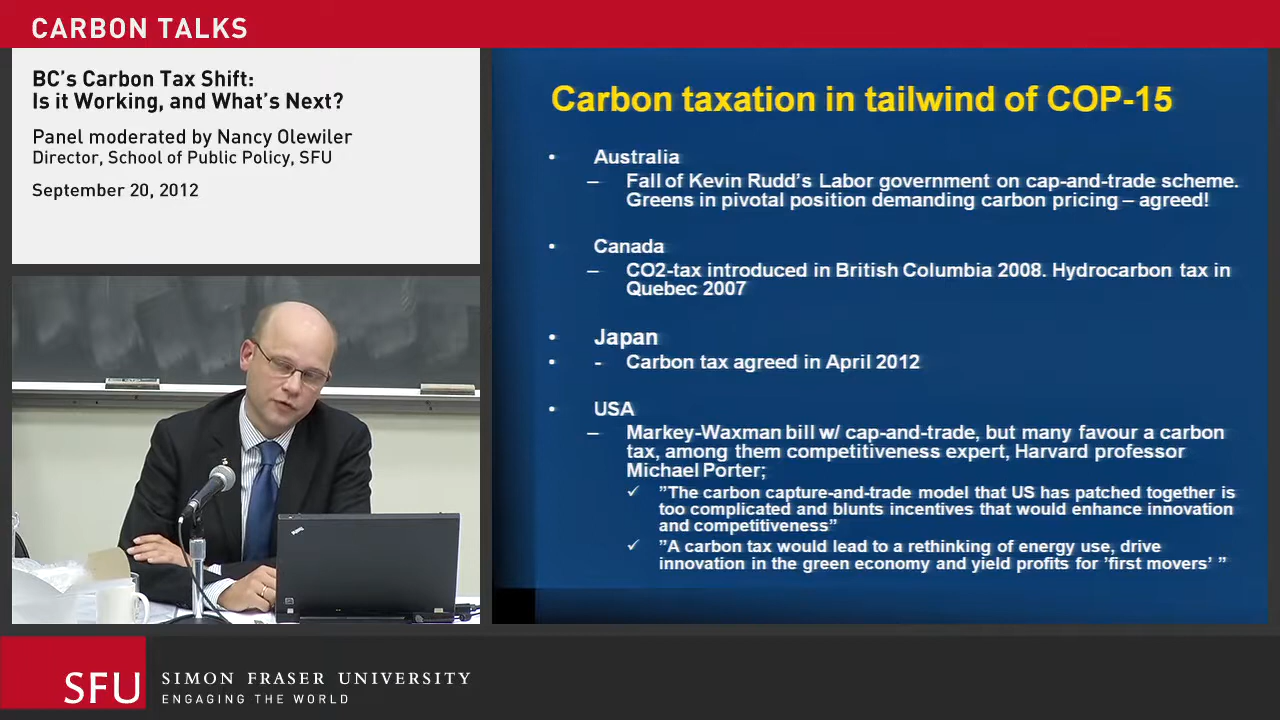 CARBON TALKS
BC's Carbon Tax Shift:
Is it Working, and What's Next?
Panel moderated by Nancy Olewiler
Director, School of Public Policy, SFU
September 20, 2012
Carbon taxation in tailwind of COP-15
• Australia
– Fall of Kevin Rudd's Labor government on cap-and-trade scheme.
Greens in pivotal position demanding carbon pricing – agreed!
• Canada
– CO2-tax introduced in British Columbia 2008. Hydrocarbon tax in
Quebec 2007
• Japan
• - Carbon tax agreed in April 2012
• USA
– Markey-Waxman bill w/ cap-and-trade, but many favour a carbon
tax, among them competitiveness expert, Harvard professor
Michael Porter;
✓ ”The carbon capture-and-trade model that US has patched together is
too complicated and blunts incentives that would enhance innovation
and competitiveness”
✓ ”A carbon tax would lead to a rethinking of energy use, drive
innovation in the green economy and yield profits for 'first movers' ”
SFU
SIMON FRASER UNIVERSITY
ENGAGING THE WORLD